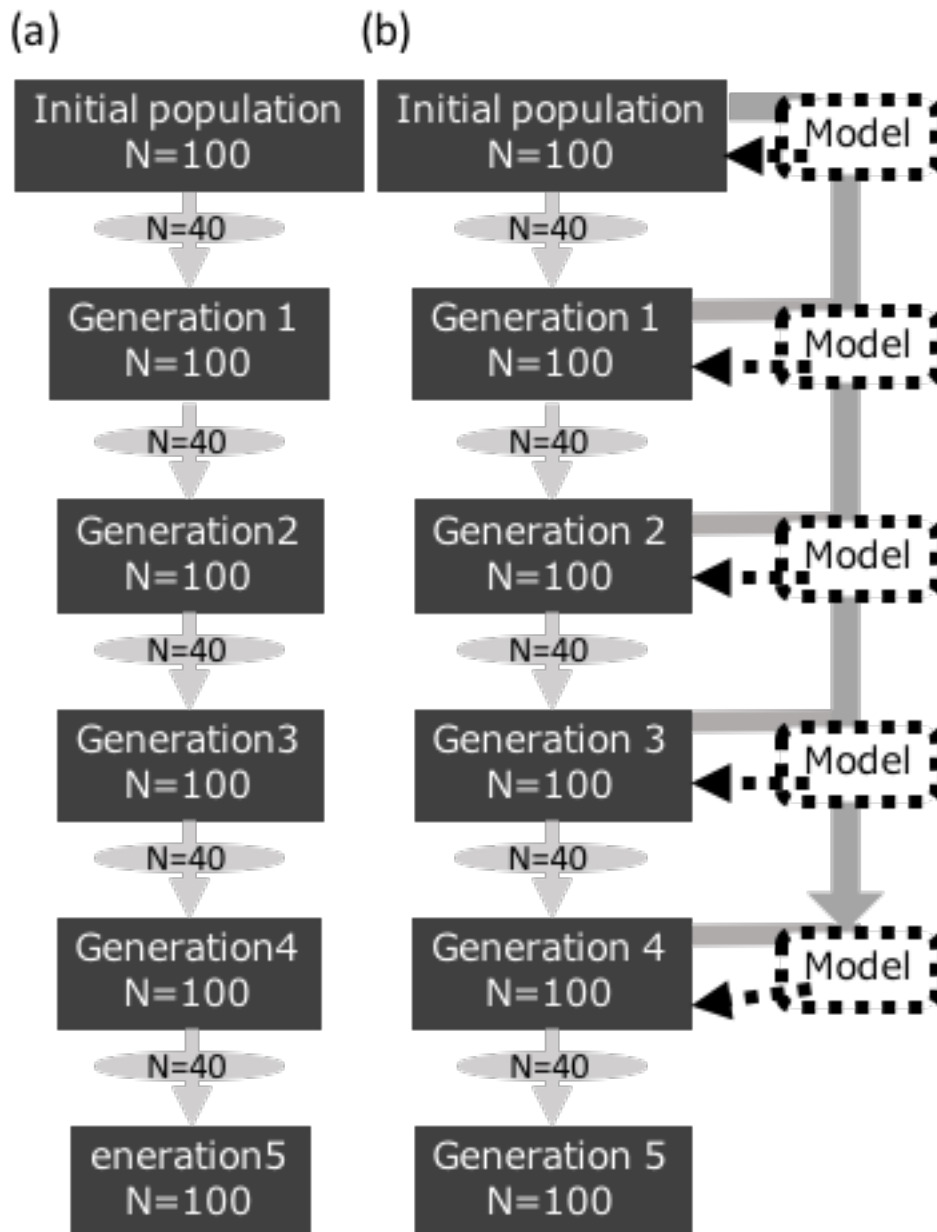 (a)
Initial population
N=100
N=40
Generation 1
N=100
N=40
Generation2
N=100
N=40
Generation3
N=100
N=40
Generation4
N=100
N=40
eneration5
N=100
(b)
Initial population
N=100
Model
N=40
Generation 1
N=100
Model
N=40
Generation 2
N=100
Model
N=40
Generation 3
N=100
Model
N=40
Generation 4
N=100
Model
N=40
Generation 5
N=100